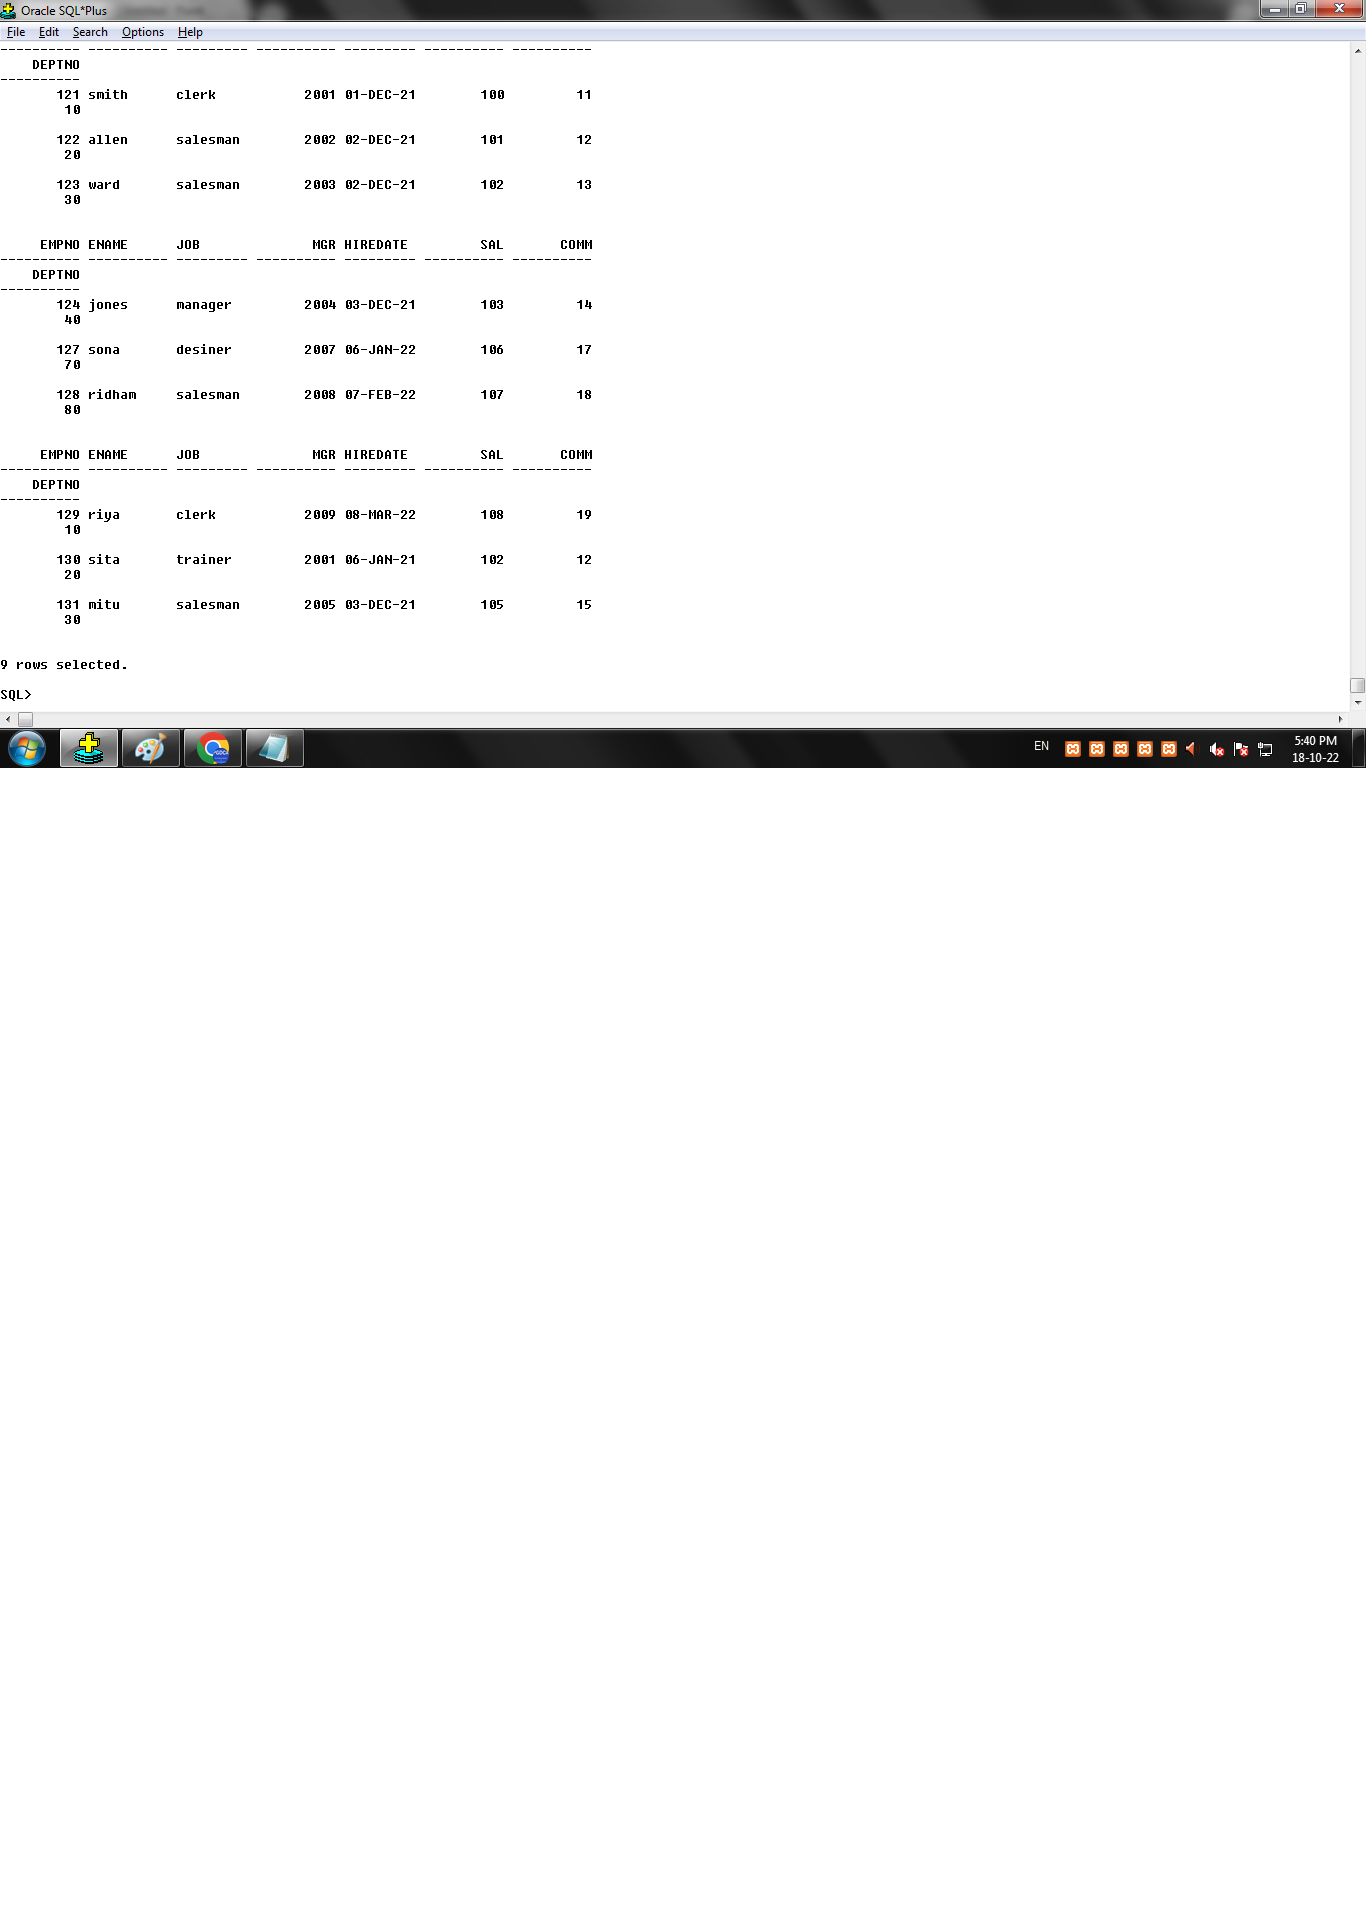 Oracle SQL*Plus
File Edit Search Options Help
---------- ---------- --------- ---------- --------- ---------- ----------
    DEPTNO
----------
       121 smith      clerk           2001 01-DEC-21        100         11
        10

       122 allen      salesman        2002 02-DEC-21        101         12
        20

       123 ward       salesman        2003 02-DEC-21        102         13
        30

     EMPNO ENAME      JOB              MGR HIREDATE         SAL       COMM
---------- ---------- --------- ---------- --------- ---------- ----------
    DEPTNO
----------
       124 jones      manager         2004 03-DEC-21        103         14
        40

       127 sona       desiner         2007 06-JAN-22        106         17
        70

       128 ridham     salesman        2008 07-FEB-22        107         18
        80

     EMPNO ENAME      JOB              MGR HIREDATE         SAL       COMM
---------- ---------- --------- ---------- --------- ---------- ----------
    DEPTNO
----------
       129 riya       clerk           2009 08-MAR-22        108         19
        10

       130 sita       trainer         2001 06-JAN-21        102         12
        20

       131 mitu       salesman        2005 03-DEC-21        105         15
        30

9 rows selected.

SQL>
EN
5:40 PM
18-10-22